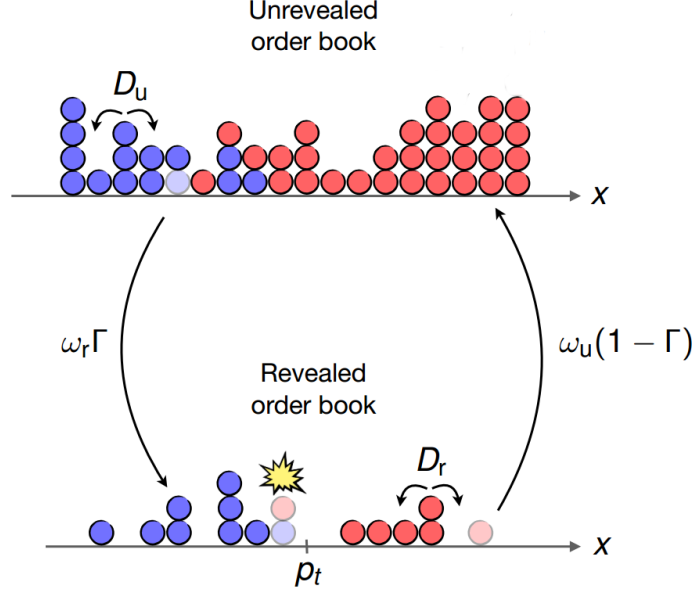 Unrevealed
order book
D_u
x
ω_rΓ
ω_u(1 − Γ)
Revealed
order book
D_r
x
p_t